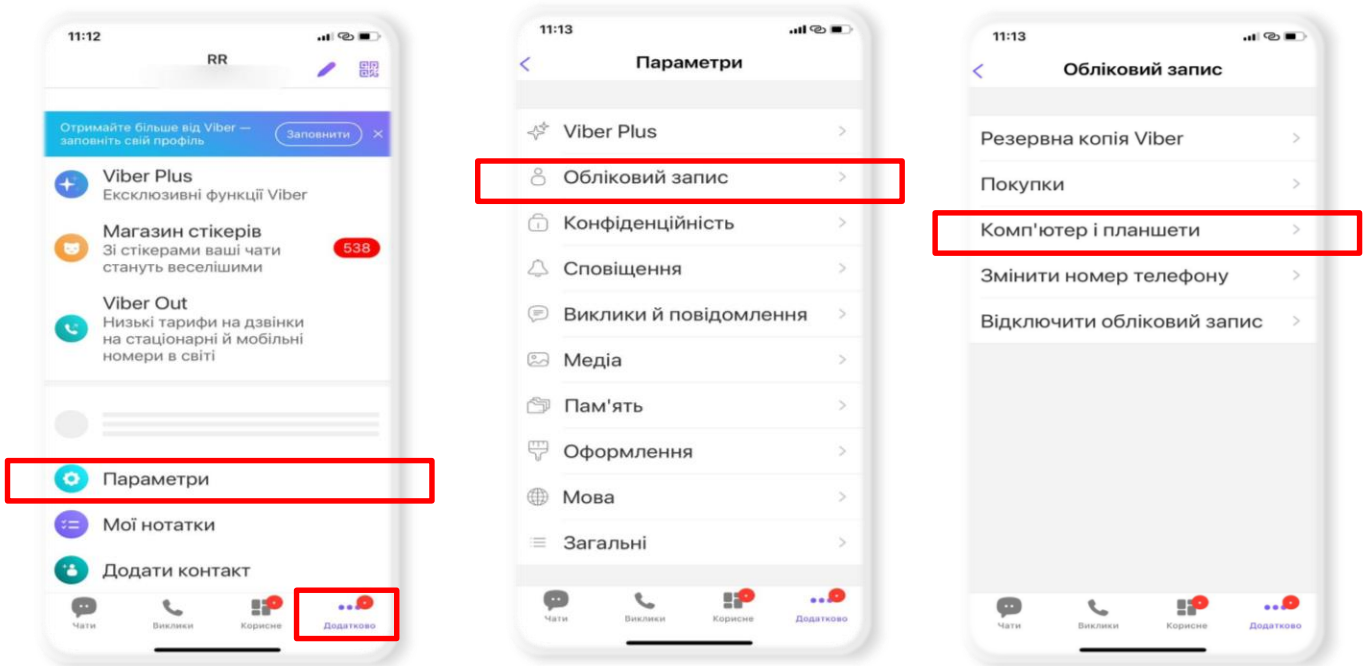 11:12
RR
Отримайте більше від Viber —
заповніть свій профіль
Заповнити
Viber Plus
Ексклюзивні функції Viber
Магазин стікерів
Зі стікерами ваші чати
стануть веселішими
538
Viber Out
Низькі тарифи на дзвінки
на стаціонарні й мобільні
номери в світі
Параметри
Мої нотатки
Додати контакт
Чати
Виклики
Корисне
Додатково
11:13
Параметри
Viber Plus
Обліковий запис
Конфіденційність
Сповіщення
Виклики й повідомлення
Медіа
Пам'ять
Оформлення
Мова
Загальні
Чати
Виклики
Корисне
Додатково
11:13
Обліковий запис
Резервна копія Viber
Покупки
Комп'ютер і планшети
Змінити номер телефону
Відключити обліковий запис
Чати
Виклики
Корисне
Додатково